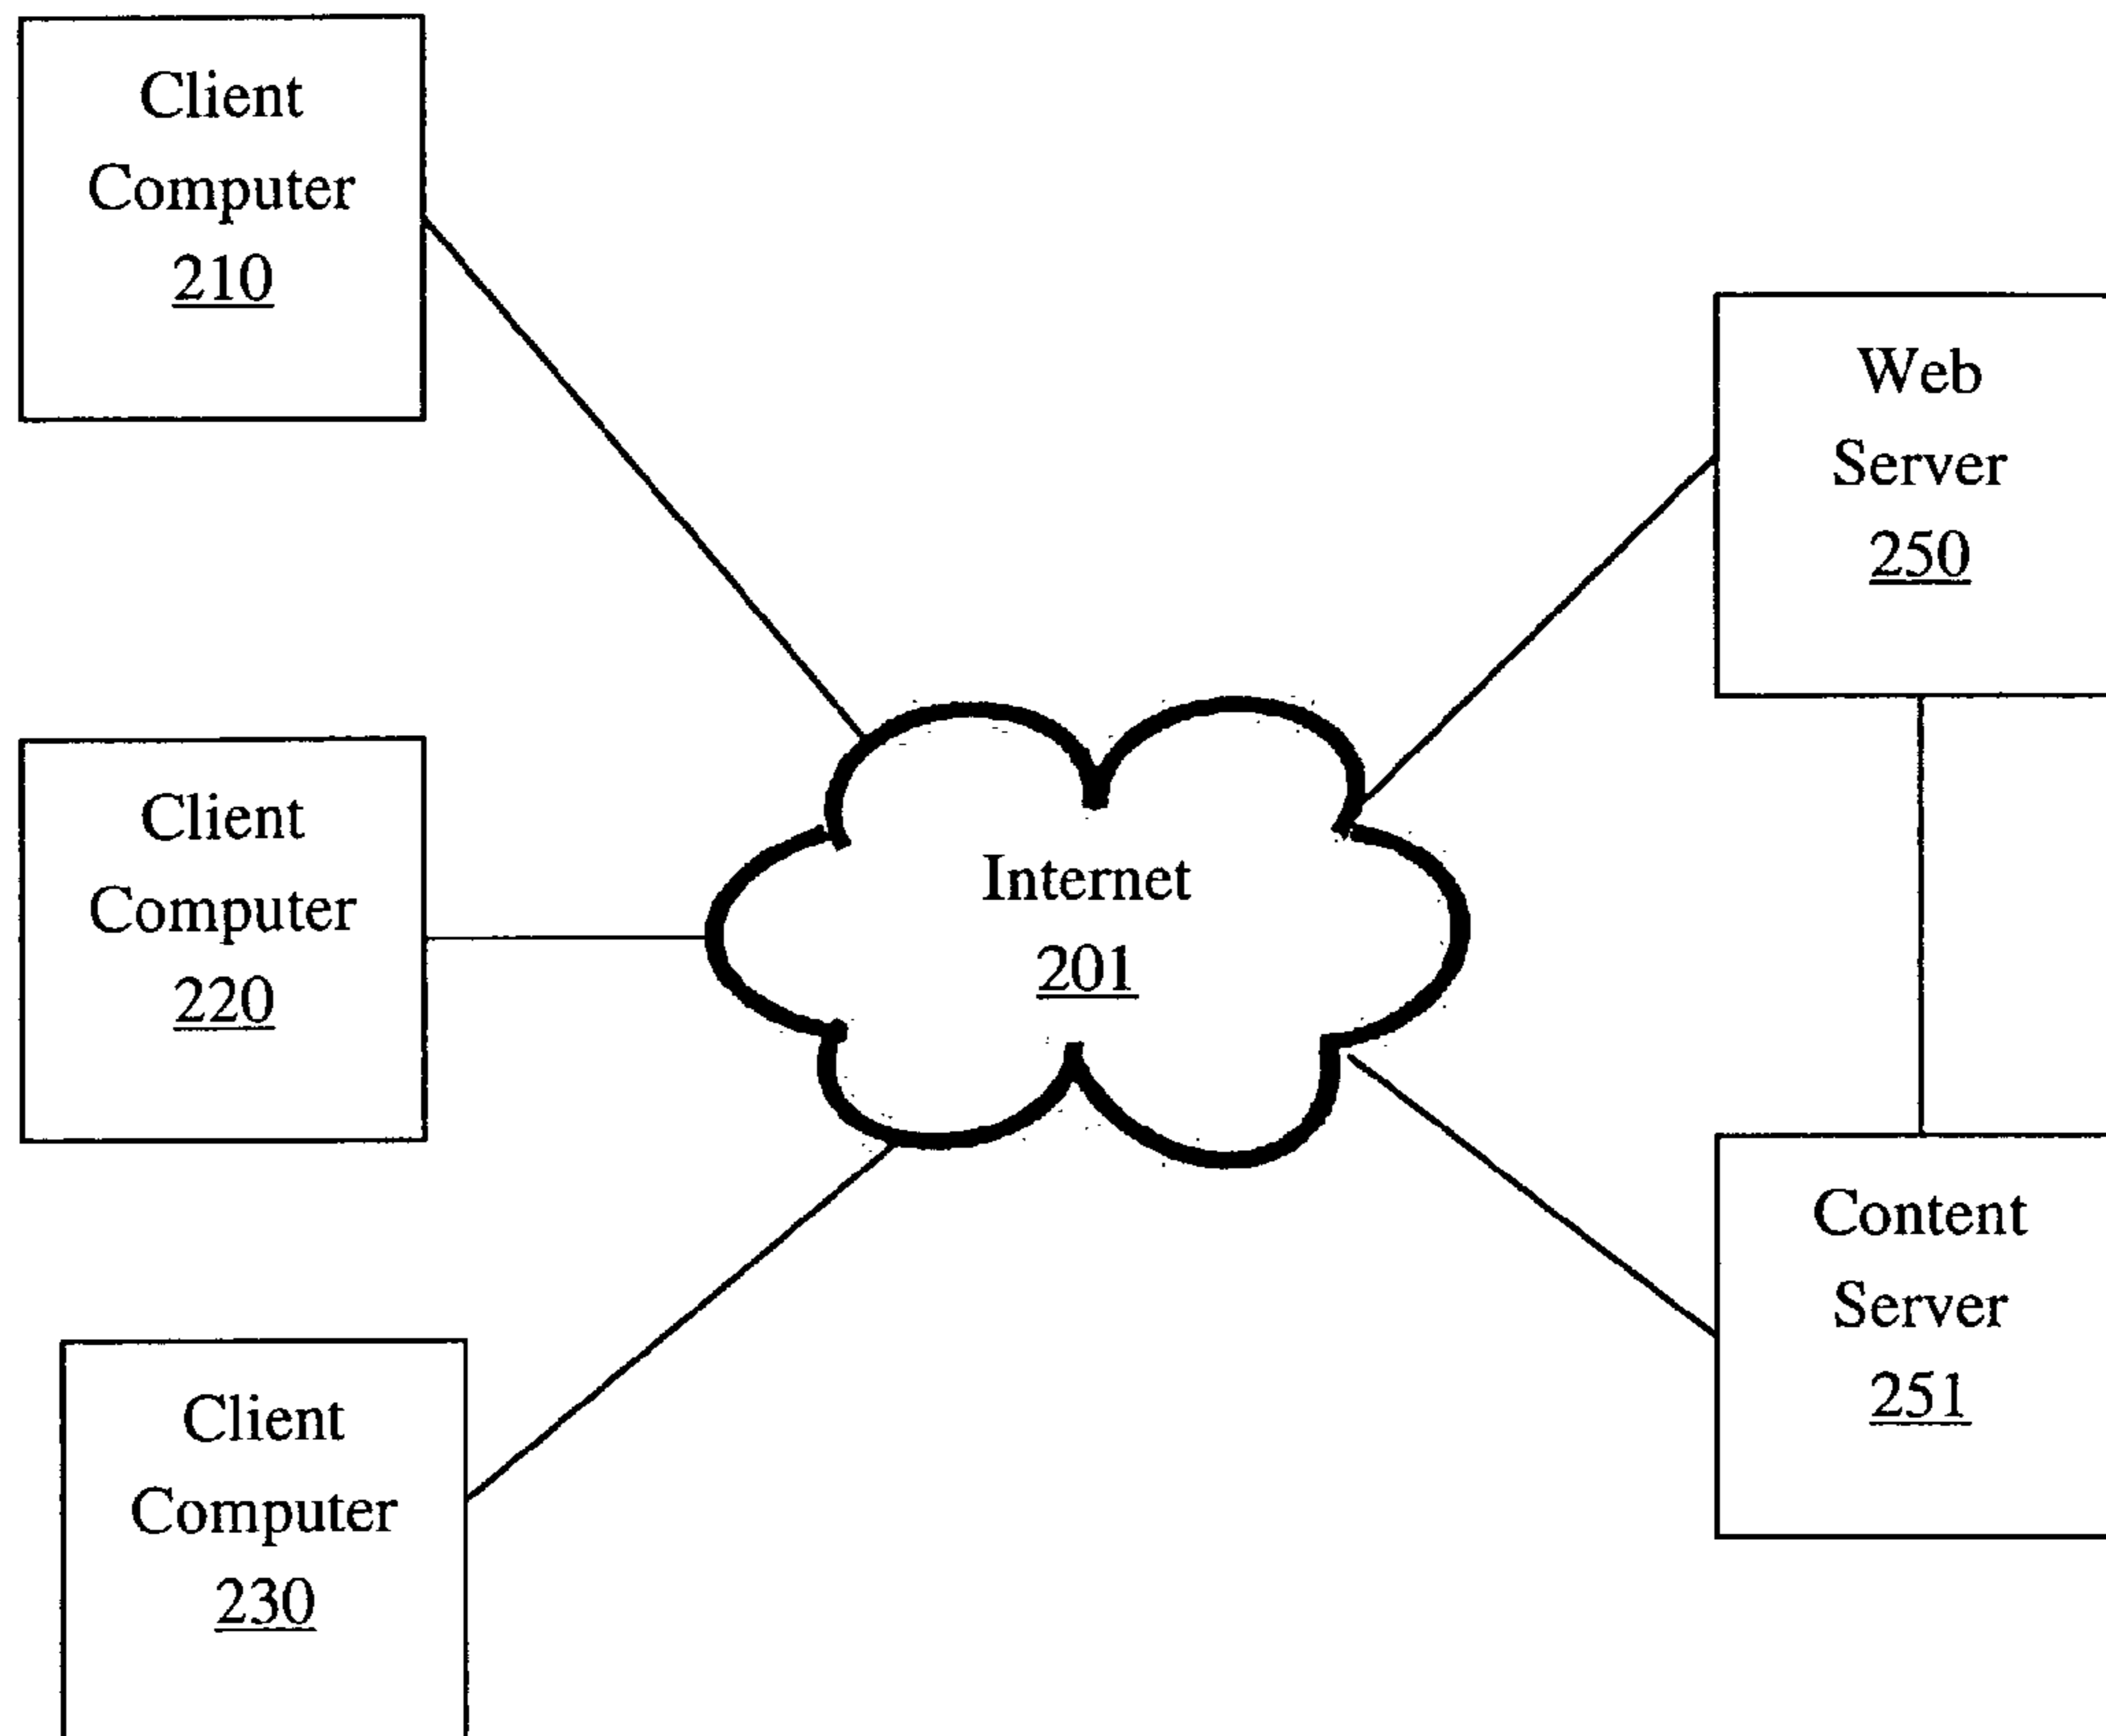 Client
Computer
210
Web
Server
250
Client
Computer
220
Internet
201
Content
Server
251
Client
Computer
230